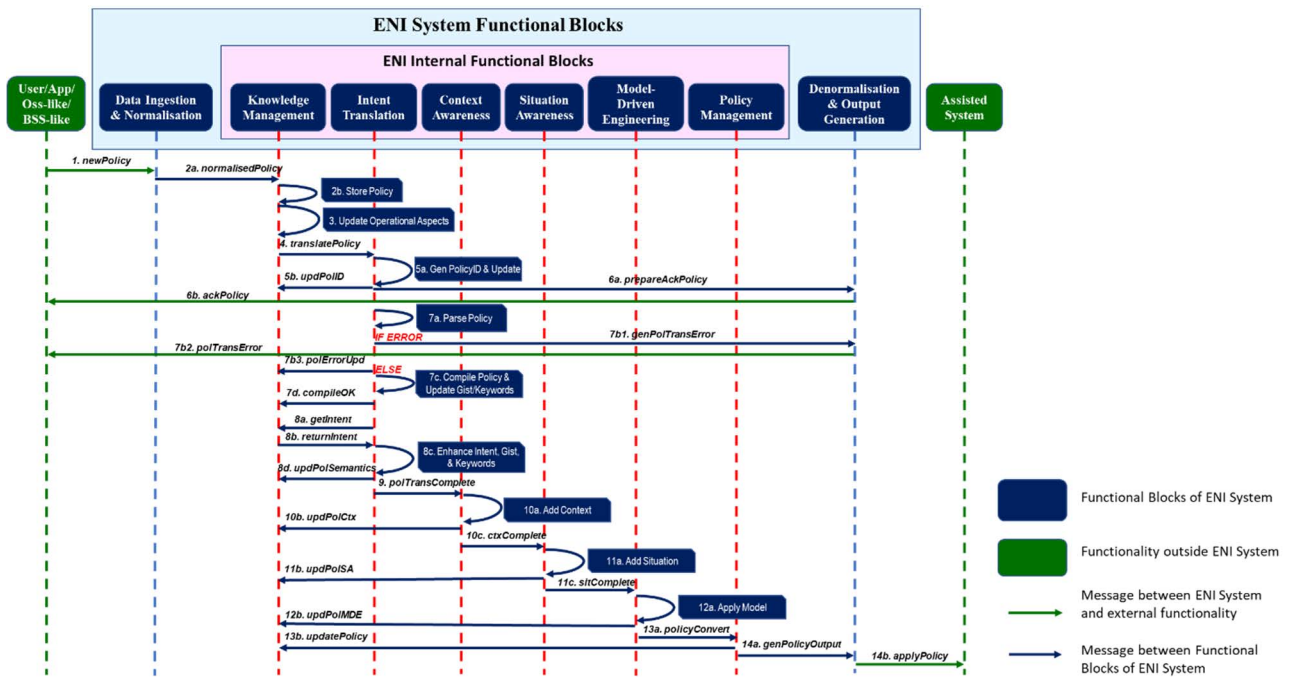 ENI System Functional Blocks
ENI Internal Functional Blocks
User/App/
Oss-like/
BSS-like
Data Ingestion
& Normalisation
Knowledge
Management
Intent
Translation
Context
Awareness
Situation
Awareness
Model-
Driven
Engineering
Policy
Management
Denormalisation
& Output
Generation
Assisted
System
1. newPolicy
2a. normalisedPolicy
2b. Store Policy
3. Update Operational Aspects
4. translatePolicy
5a. Gen PolicyID & Update
5b. updPolID
6a. prepareAckPolicy
6b. ackPolicy
7a. Parse Policy
IF ERROR
7b1. genPolTransError
7b2. polTransError
7b3. polErrorUpd
ELSE
7c. Compile Policy &
Update Gist/Keywords
7d. compileOK
8a. getIntent
8b. returnIntent
8c. Enhance Intent, Gist,
& Keywords
8d. updPolSemantics
9. polTransComplete
10a. Add Context
10b. updPolCtx
10c. ctxComplete
11a. Add Situation
11b. updPolSA
11c. sitComplete
12a. Apply Model
12b. updPolMDE
13a. policyConvert
13b. updatePolicy
14a. genPolicyOutput
14b. applyPolicy
Functional Blocks of ENI System
Functionality outside ENI System
Message between ENI System
and external functionality
Message between Functional
Blocks of ENI System